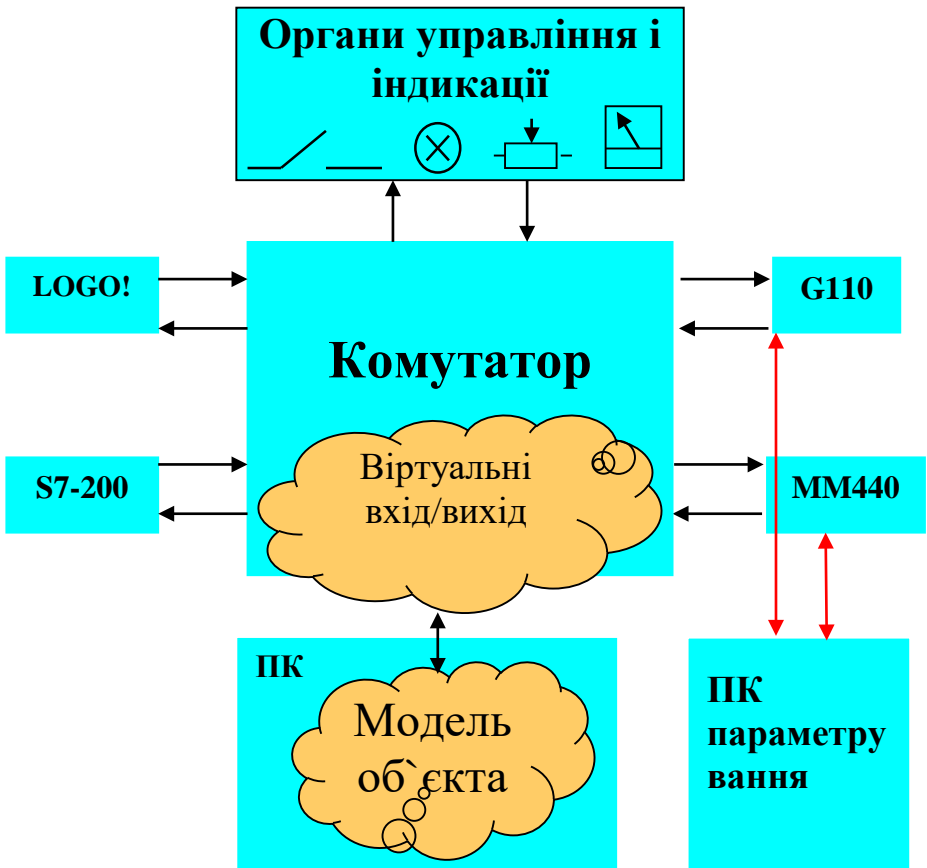 Органи управління і
індикації
LOGO!
G110
Комутатор
Віртуальні
вхід/вихід
S7-200
MM440
ПК
Модель
об`єкта
ПК
параметру
вання